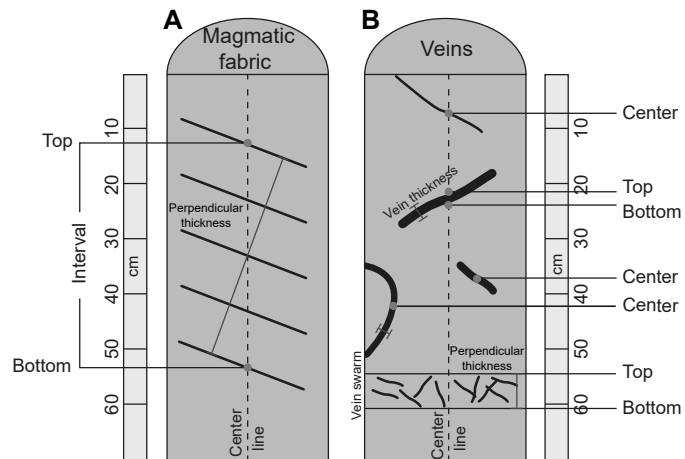 A
Magmatic
fabric
10
20
30
cm
40
50
60
Top
Interval
Bottom
Perpendicular
thickness
Center
line
B
Veins
Vein thickness
Vein swarm
Perpendicular
thickness
Center
line
10
20
30
cm
40
50
60
Center
Top
Bottom
Center
Center
Top
Bottom